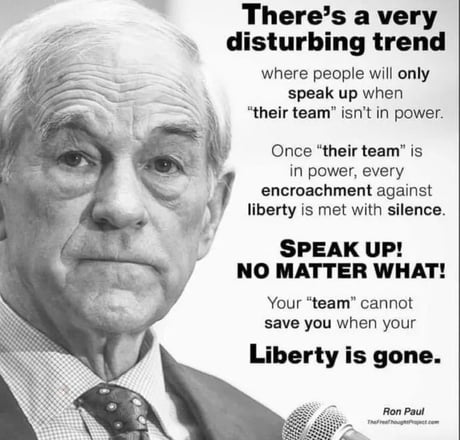 There's a very
disturbing trend
where people will only
speak up when
"their team" isn't in power.
Once "their team" is
in power, every
encroachment against
liberty is met with silence.
SPEAK UP!
NO MATTER WHAT!
Your "team" cannot
save you when your
Liberty is gone.
Ron Paul
TheFreeThoughtProject.com